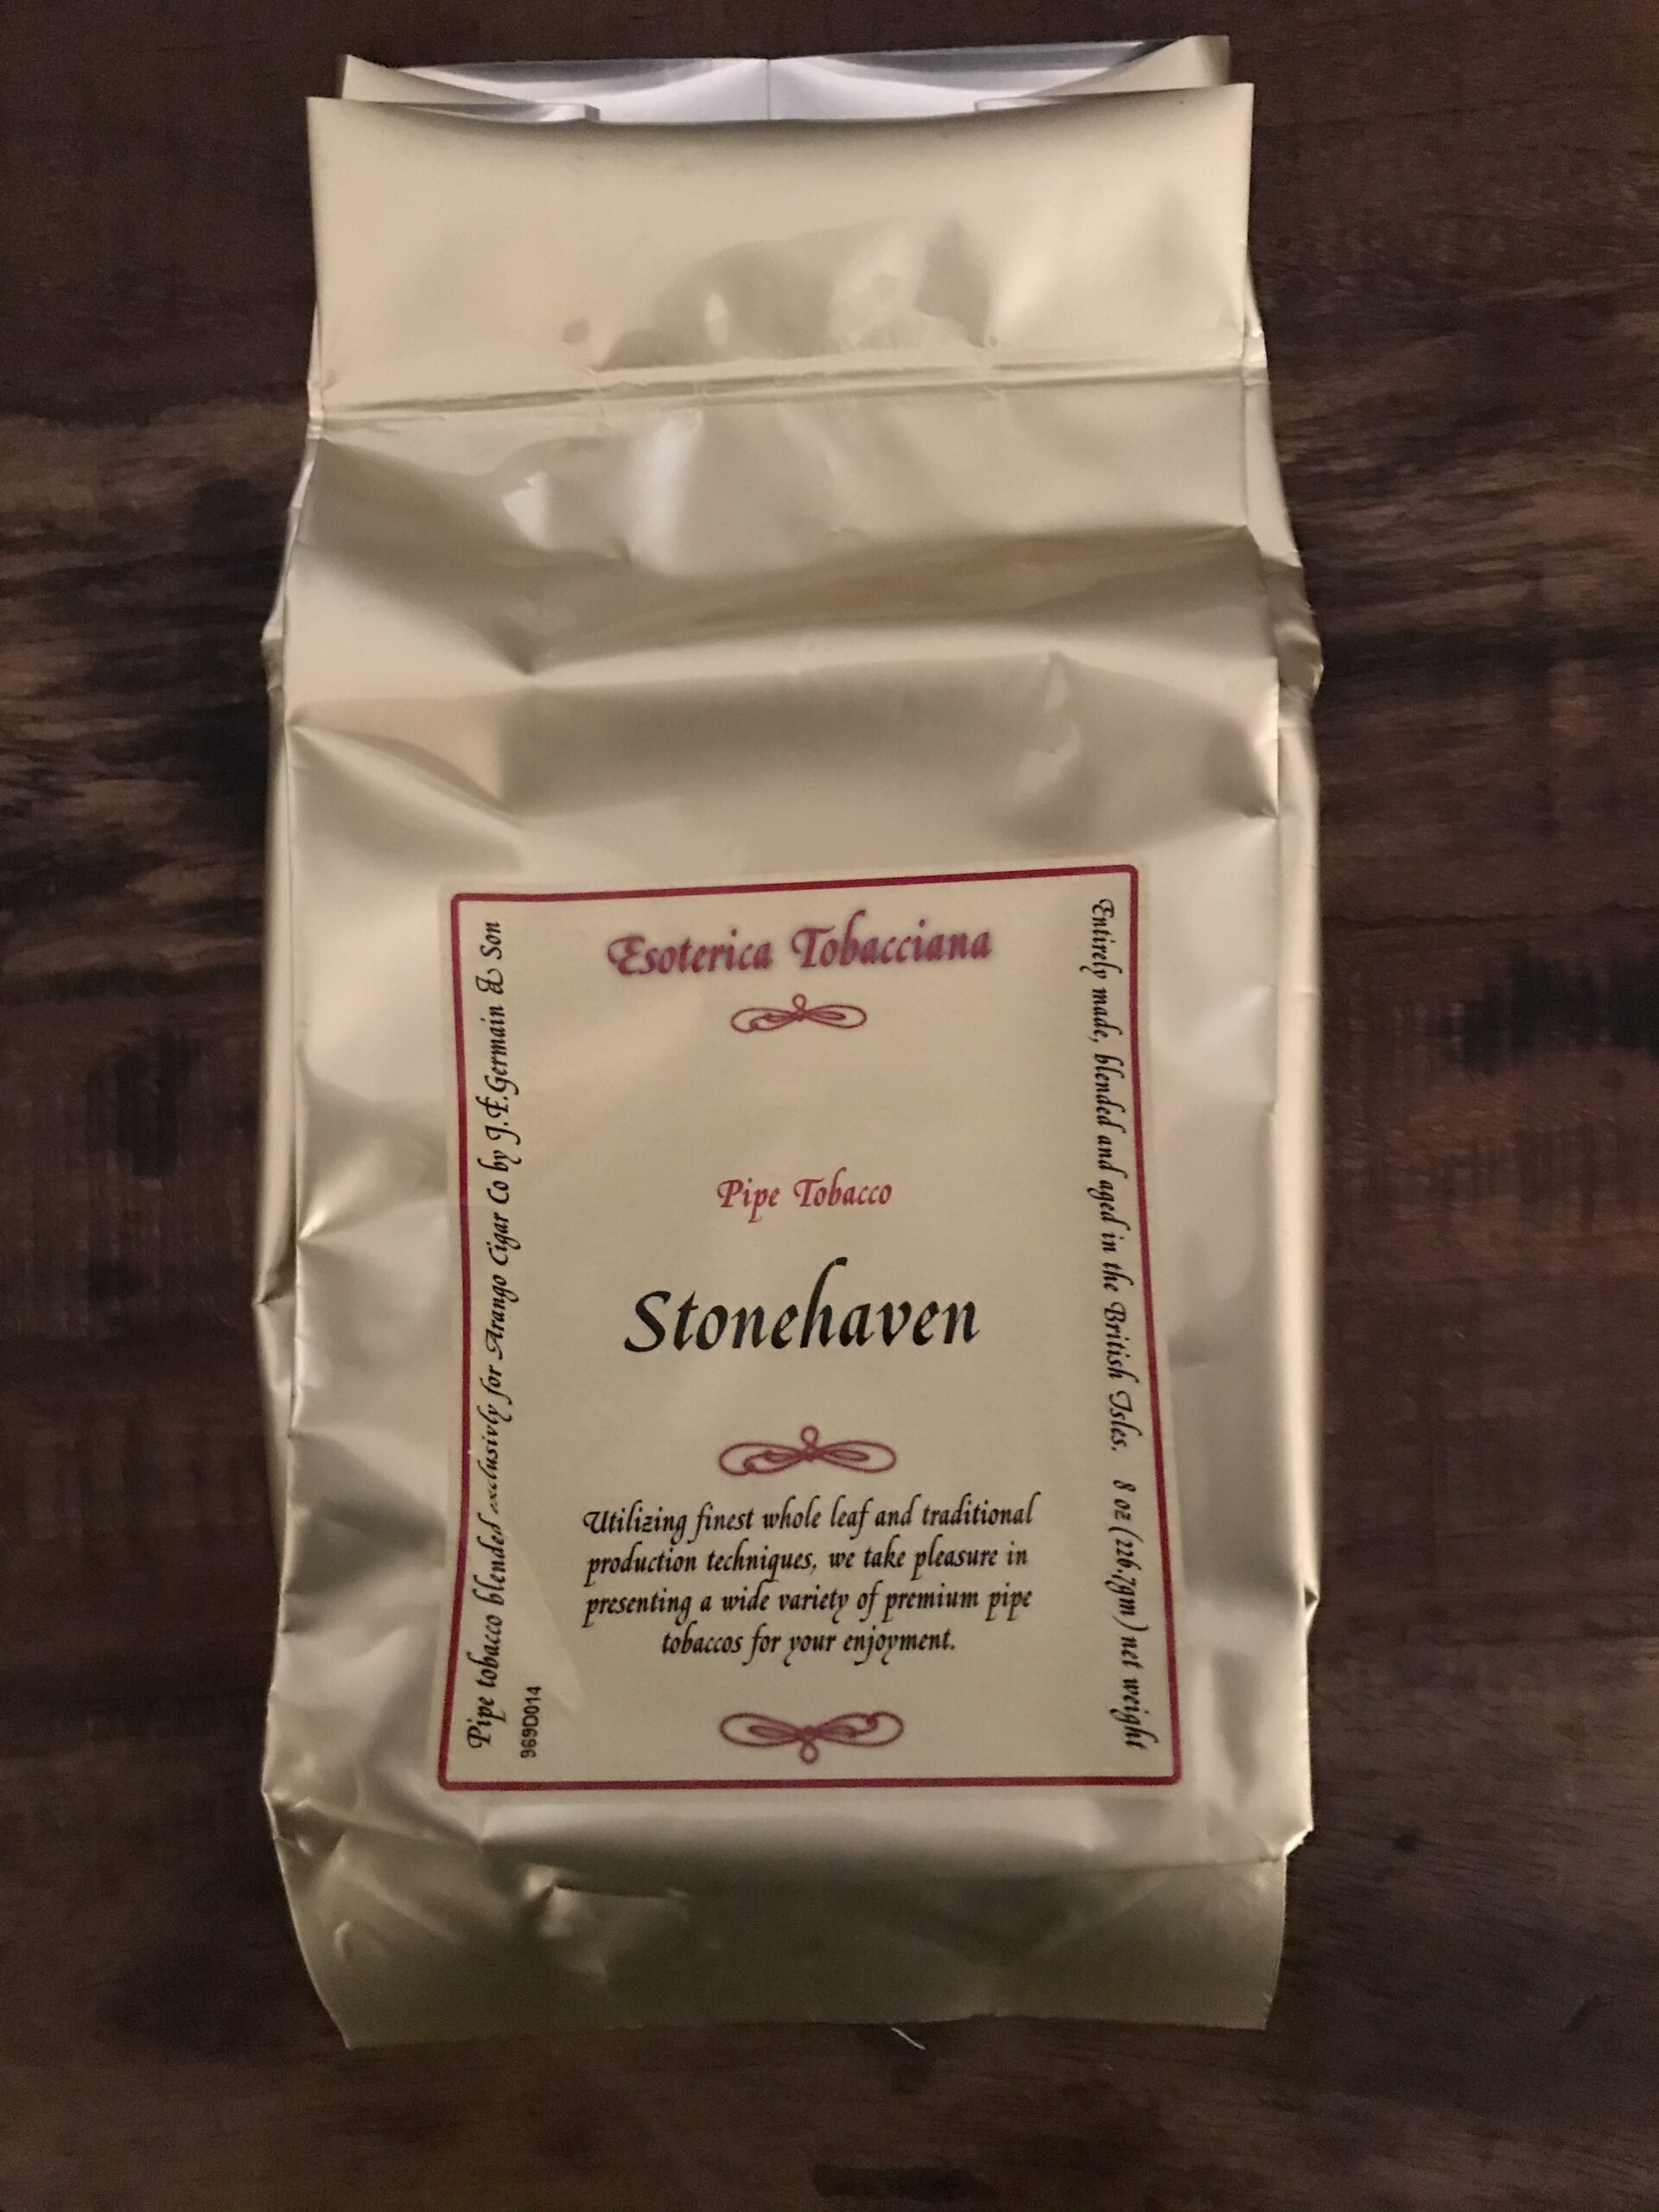 Esoterica Tobacciana
Pipe Tobacco
Stonehaven
Utilizing finest whole leaf and traditional
production techniques, we take pleasure in
presenting a wide variety of premium pipe
tobaccos for your enjoyment.
Pipe tobacco blended exclusivly for Arango Cigar Co by J.F.Germain & Son
969D014
Entirely made, blended and aged in the British Isles. 8 oz (226.7gm) net weight